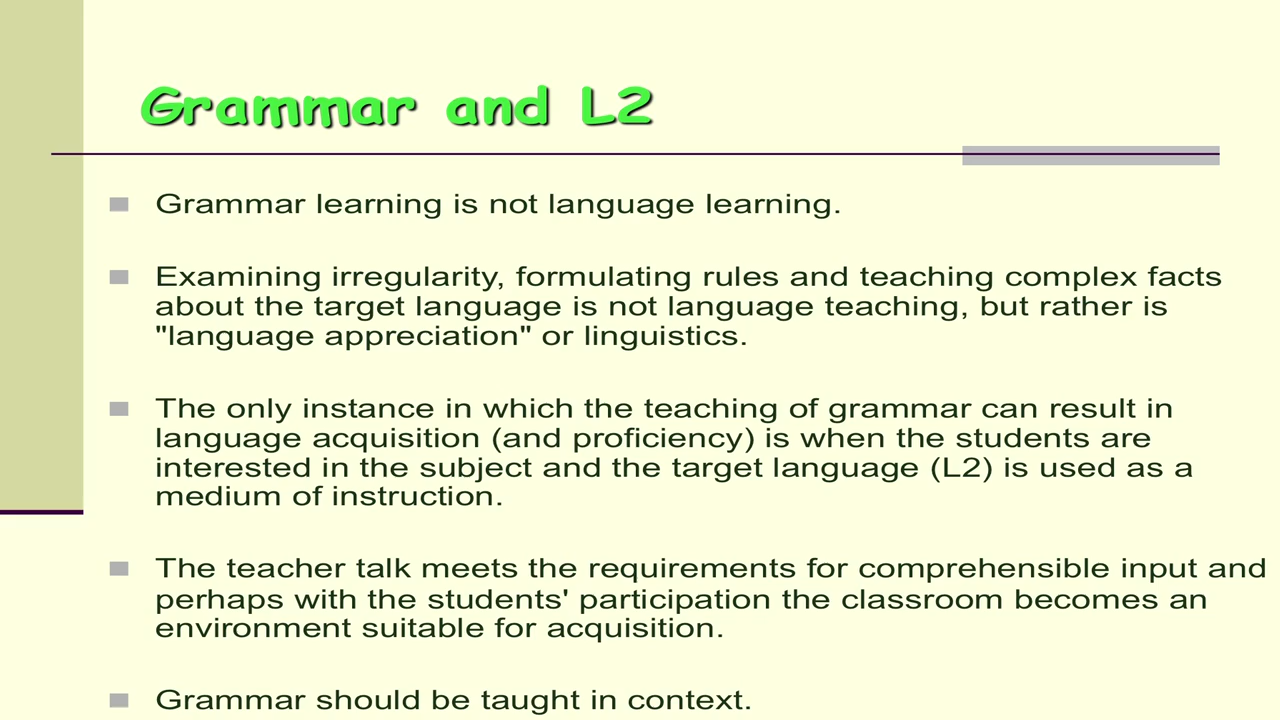 Grammar and L2
Grammar learning is not language learning.
Examining irregularity, formulating rules and teaching complex facts
about the target language is not language teaching, but rather is
"language appreciation" or linguistics.
The only instance in which the teaching of grammar can result in
language acquisition (and proficiency) is when the students are
interested in the subject and the target language (L2) is used as a
medium of instruction.
The teacher talk meets the requirements for comprehensible input and
perhaps with the students' participation the classroom becomes an
environment suitable for acquisition.
Grammar should be taught in context.